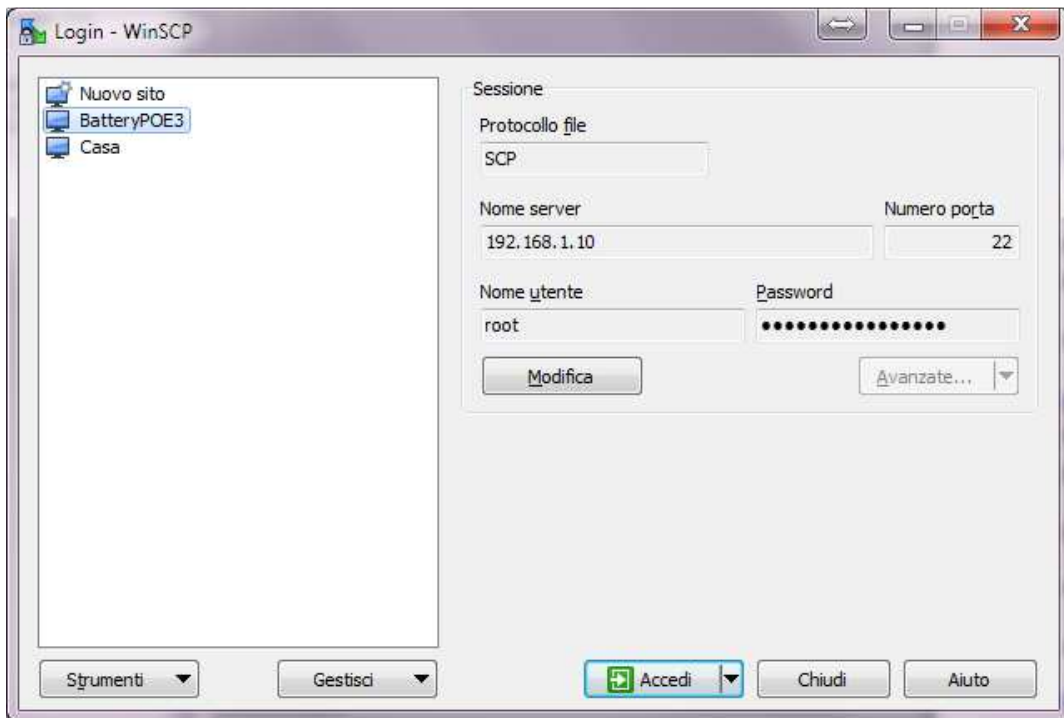 Login - WinSCP
Nuovo sito
BatteryPOE3
Casa
Sessione
Protocollo file
SCP
Nome server
Numero porta
192.168.1.10
22
Nome utente
Password
root
••••••••••••••••
Modifica
Avanzate...
Strumenti
Gestisci
Accedi
Chiudi
Aiuto